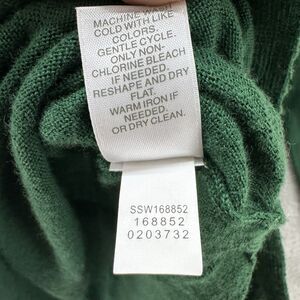 MACHINE WASH
COLD WITH LIKE
COLORS,
GENTLE CYCLE.
ONLY NON-
CHLORINE BLEACH
IF NEEDED.
RESHAPE AND DRY
FLAT.
WARM IRON IF
NEEDED.
OR DRY CLEAN.
SSW168852
168852
0203732